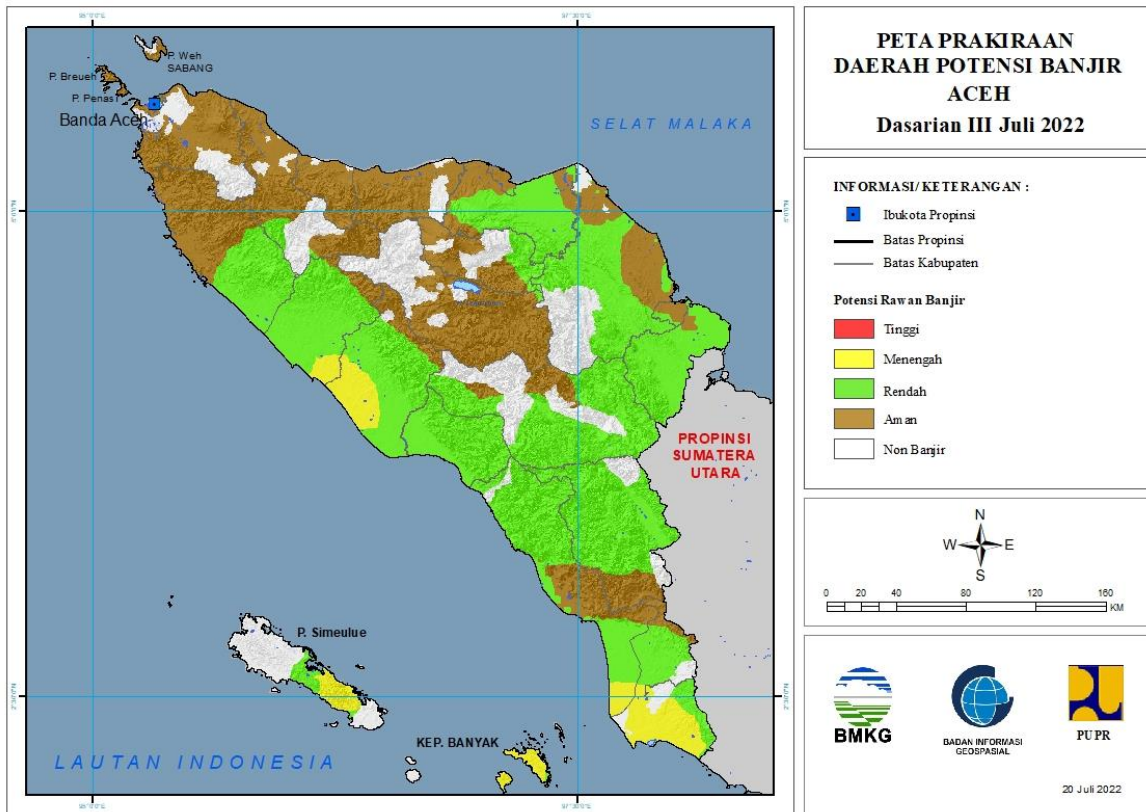 P. Weh
SABANG
P. Breueh
P. Penasi
Banda Aceh
SELAT MALAKA
PROPINSI
SUMATERA
UTARA
P. Simeulue
KEP. BANYAK
LAUTAN INDONESIA
PETA PRAKIRAAN
DAERAH POTENSI BANJIR
ACEH
Dasarian III Juli 2022
INFORMASI/ KETERANGAN :
Ibukota Propinsi
Batas Propinsi
Batas Kabupaten
Potensi Rawan Banjir
Tinggi
Menengah
Rendah
Aman
Non Banjir
N
W E
S
0 20 40 80 120 160
KM
BMKG
BADAN INFORMASI
GEOSPASIAL
PUPR
20 Juli 2022